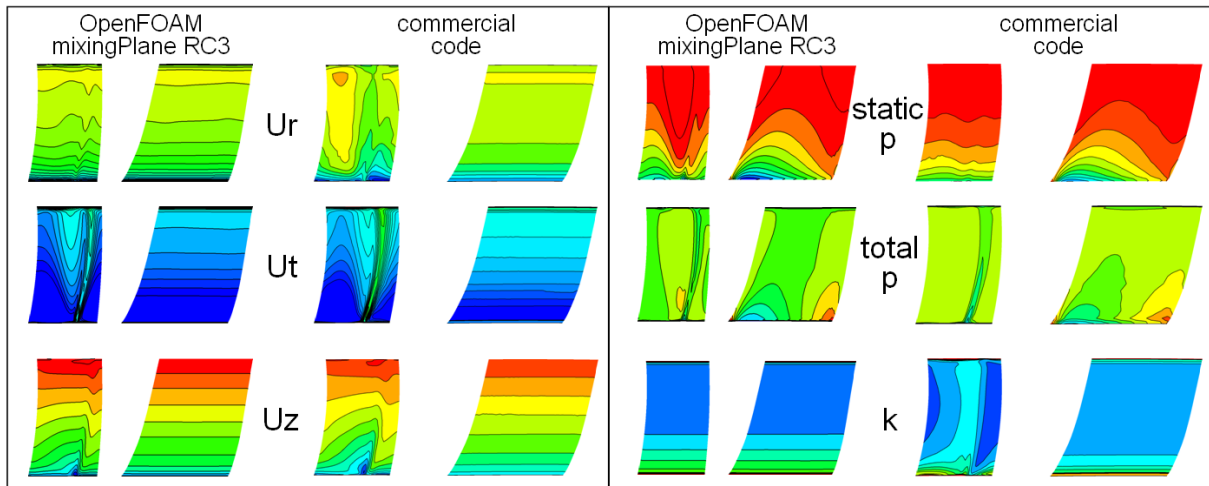 OpenFOAM
mixingPlane RC3
commercial
code
Ur
Ut
Uz
OpenFOAM
mixingPlane RC3
commercial
code
static
p
total
p
k